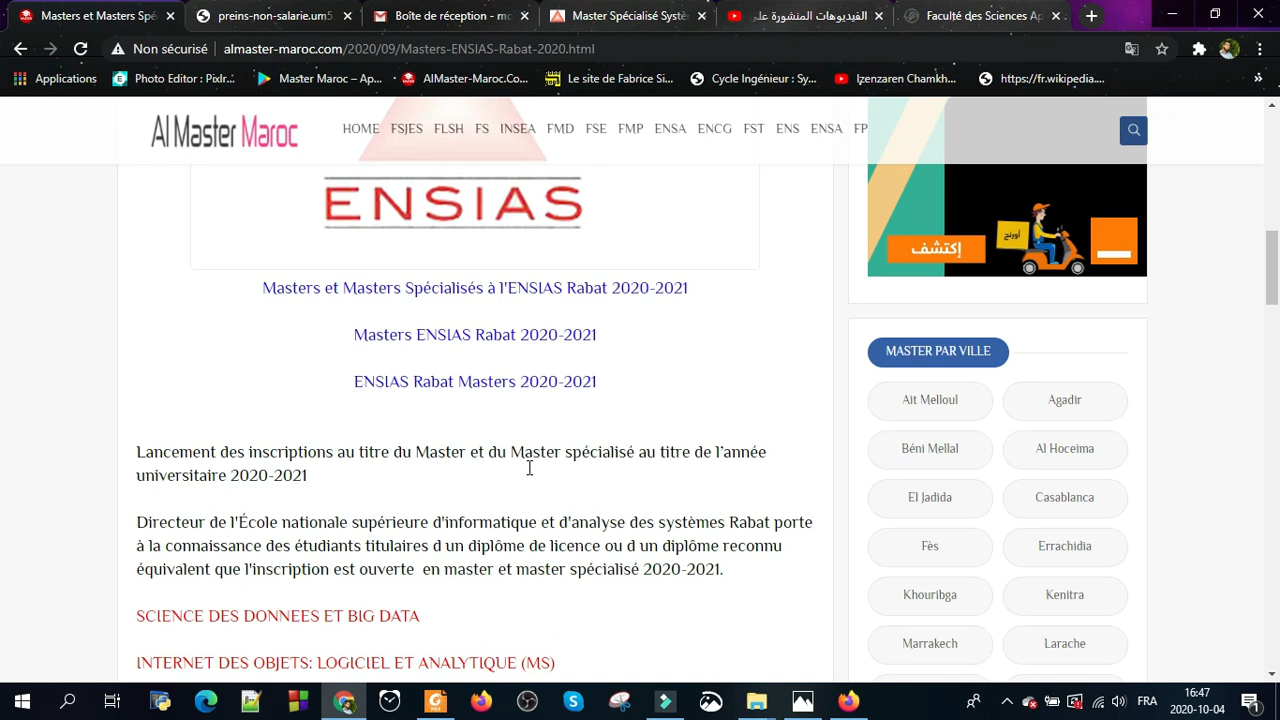 Masters et Masters Spé
preins-non-salarie.um5
Boîte de réception - mo
Master Spécialisé Systè
الفيديوهات المنشورة على
Faculté des Sciences Ap
Non sécurisé
almaster-maroc.com/2020/09/Masters-ENSIAS-Rabat-2020.html
Applications
Photo Editor : Pixlr...
Master Maroc – Ap...
AlMaster-Maroc.Co...
Le site de Fabrice Si...
Cycle Ingénieur : Sy...
Izenzaren Chamkh...
https://fr.wikipedia....
»
Al Master Maroc
HOME FSJES FLSH FS INSEA FMD FSE FMP ENSA ENCG FST ENS ENSA FP
ENSIAS
أورنج
إكتشف
Masters et Masters Spécialisés à l'ENSIAS Rabat 2020-2021
Masters ENSIAS Rabat 2020-2021
ENSIAS Rabat Masters 2020-2021
Lancement des inscriptions au titre du Master et du Master spécialisé au titre de l’année
universitaire 2020-2021
Directeur de l'École nationale supérieure d'informatique et d'analyse des systèmes Rabat porte
à la connaissance des étudiants titulaires d un diplôme de licence ou d un diplôme reconnu
équivalent que l'inscription est ouverte en master et master spécialisé 2020-2021.
SCIENCE DES DONNEES ET BIG DATA
INTERNET DES OBJETS: LOGICIEL ET ANALYTIQUE (MS)
MASTER PAR VILLE
Ait Melloul
Agadir
Béni Mellal
Al Hoceima
El Jadida
Casablanca
Fès
Errachidia
Khouribga
Kenitra
Marrakech
Larache
FRA
16:47
2020-10-04
1